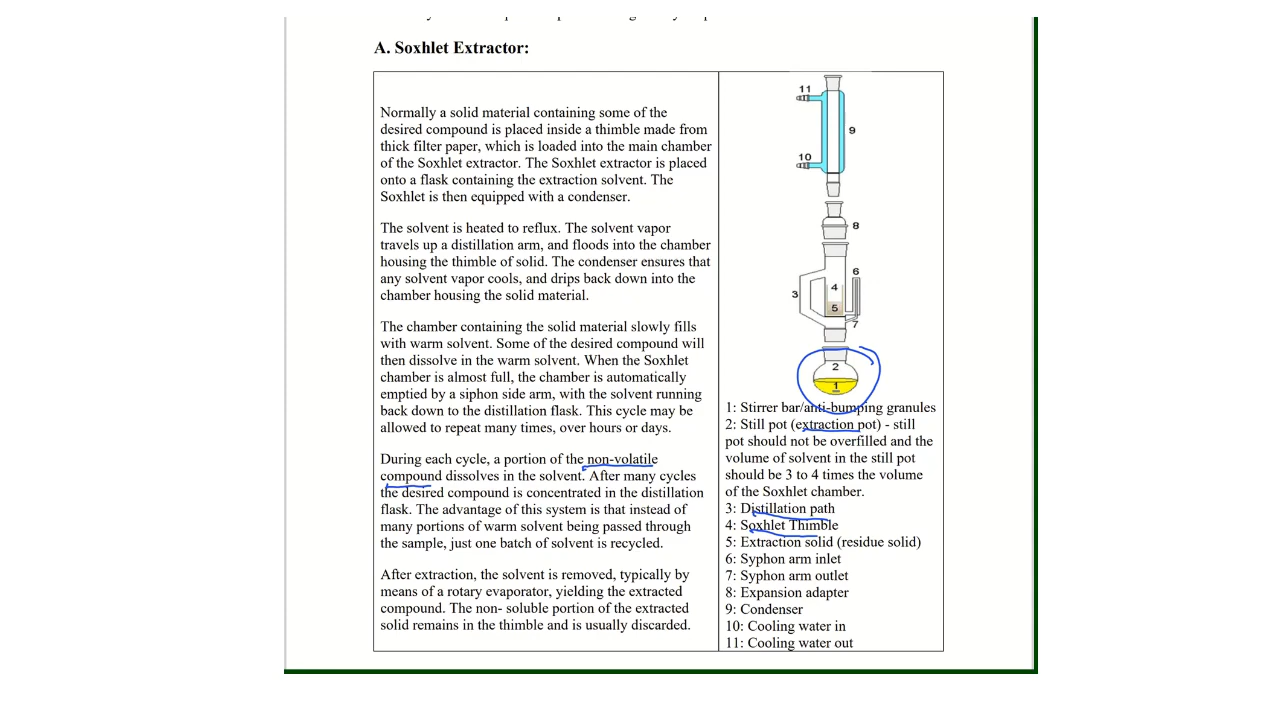 A. Soxhlet Extractor:
Normally a solid material containing some of the
desired compound is placed inside a thimble made from
thick filter paper, which is loaded into the main chamber
of the Soxhlet extractor. The Soxhlet extractor is placed
onto a flask containing the extraction solvent. The
Soxhlet is then equipped with a condenser.
The solvent is heated to reflux. The solvent vapor
travels up a distillation arm, and floods into the chamber
housing the thimble of solid. The condenser ensures that
any solvent vapor cools, and drips back down into the
chamber housing the solid material.
The chamber containing the solid material slowly fills
with warm solvent. Some of the desired compound will
then dissolve in the warm solvent. When the Soxhlet
chamber is almost full, the chamber is automatically
emptied by a siphon side arm, with the solvent running
back down to the distillation flask. This cycle may be
allowed to repeat many times, over hours or days.
During each cycle, a portion of the non-volatile
compound dissolves in the solvent. After many cycles
the desired compound is concentrated in the distillation
flask. The advantage of this system is that instead of
many portions of warm solvent being passed through
the sample, just one batch of solvent is recycled.
After extraction, the solvent is removed, typically by
means of a rotary evaporator, yielding the extracted
compound. The non- soluble portion of the extracted
solid remains in the thimble and is usually discarded.
11
9
10
8
6
3
4
5
7
2
1
1: Stirrer bar/anti-bumping granules
2: Still pot (extraction pot) - still
pot should not be overfilled and the
volume of solvent in the still pot
should be 3 to 4 times the volume
of the Soxhlet chamber.
3: Distillation path
4: Soxhlet Thimble
5: Extraction solid (residue solid)
6: Syphon arm inlet
7: Syphon arm outlet
8: Expansion adapter
9: Condenser
10: Cooling water in
11: Cooling water out